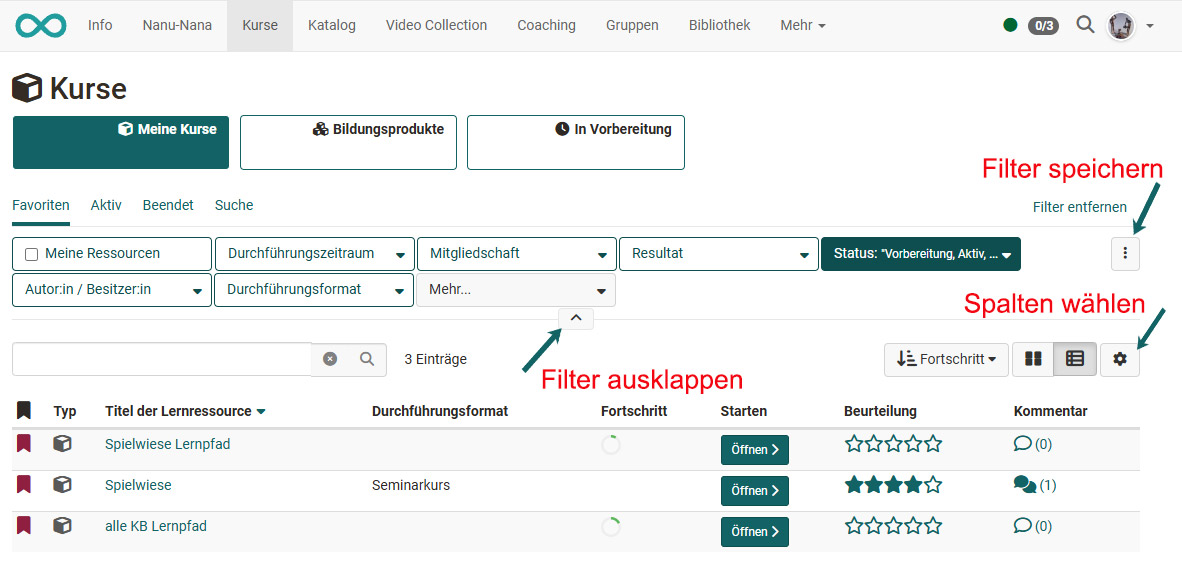 Info Nanu-Nana Kurse Katalog Video Collection Coaching Gruppen Bibliothek Mehr 0/3
Kurse
Meine Kurse Bildungsprodukte In Vorbereitung
Filter speichern
Favoriten Aktiv Beendet Suche Filter entfernen
Meine Ressourcen Durchführungszeitraum Mitgliedschaft Resultat Status: "Vorbereitung, Aktiv, ...
Autor:in / Besitzer:in Durchführungsformat Mehr...
Spalten wählen
3 Einträge Fortschritt
Filter ausklappen
Typ Titel der Lernressource Durchführungsformat Fortschritt Starten Beurteilung Kommentar
Spielwiese Lernpfad Öffnen (0)
Spielwiese Seminarkurs Öffnen (1)
alle KB Lernpfad Öffnen (0)